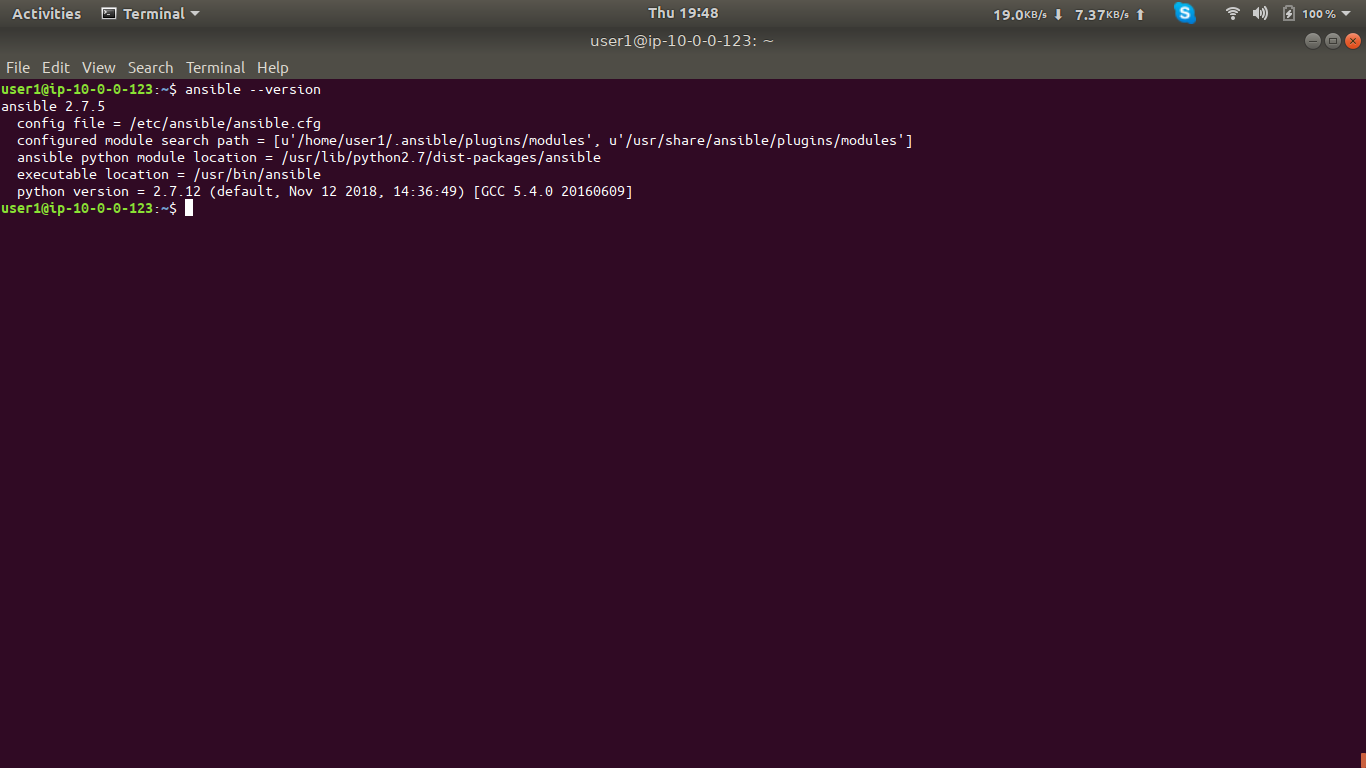 Activities Terminal Thu 19:48 19.0KB/s 7.37KB/s S 100 %
user1@ip-10-0-0-123: ~
File Edit View Search Terminal Help
user1@ip-10-0-0-123:~$ ansible --version
ansible 2.7.5
  config file = /etc/ansible/ansible.cfg
  configured module search path = [u'/home/user1/.ansible/plugins/modules', u'/usr/share/ansible/plugins/modules']
  ansible python module location = /usr/lib/python2.7/dist-packages/ansible
  executable location = /usr/bin/ansible
  python version = 2.7.12 (default, Nov 12 2018, 14:36:49) [GCC 5.4.0 20160609]
user1@ip-10-0-0-123:~$